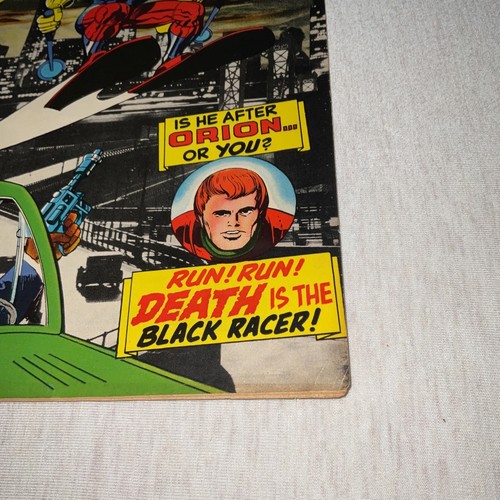 IS HE AFTER
ORION...
OR YOU?
RUN! RUN!
DEATH IS THE
BLACK RACER!